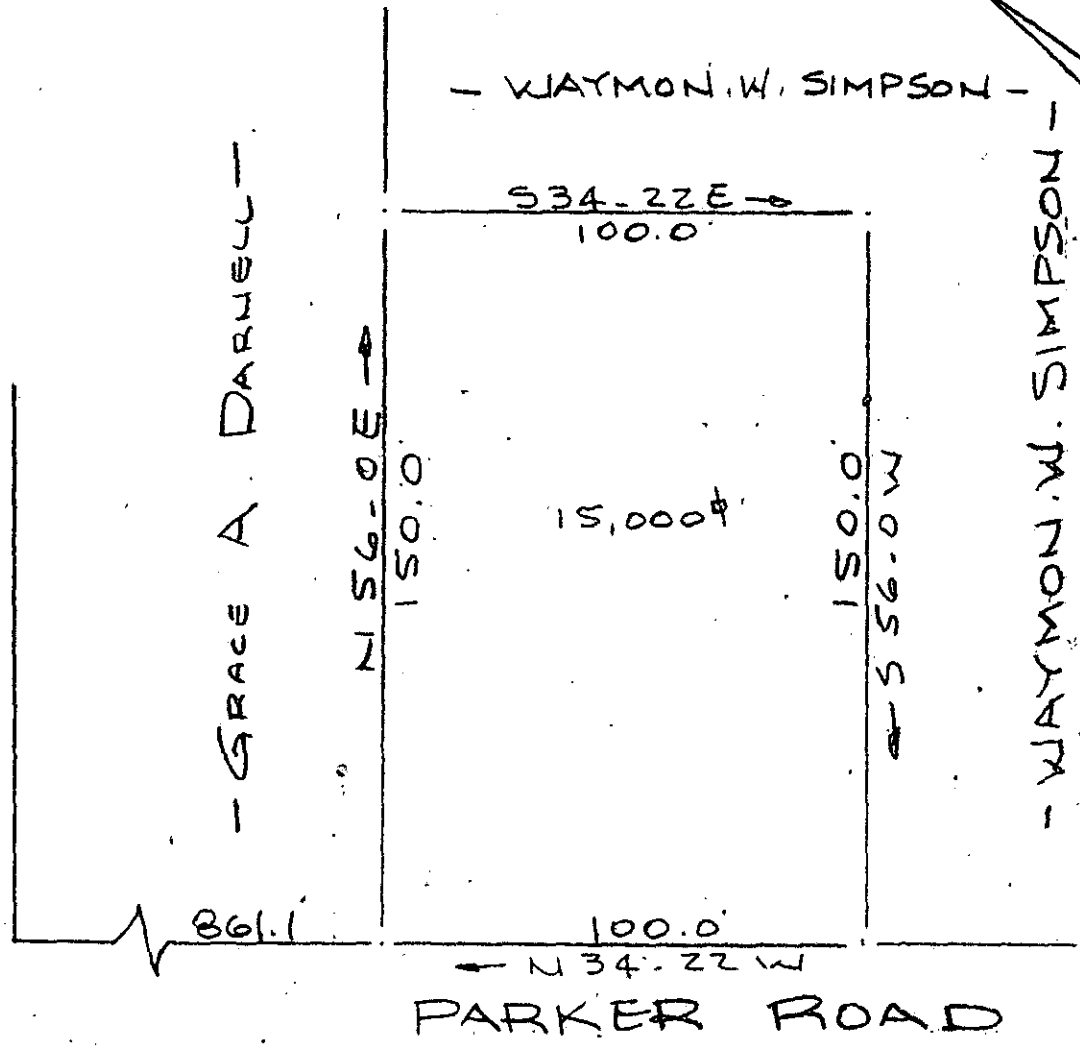 - WAYMON. W. SIMPSON -
S34-22E →
100.0
- GRACE A. DARNELL -
N 56-0 E →
150.0
15,000⌽
150.0
← S 56-0 W
- WAYMON. W. SIMPSON -
861.1
100.0'
← N 34-22 W
PARKER ROAD